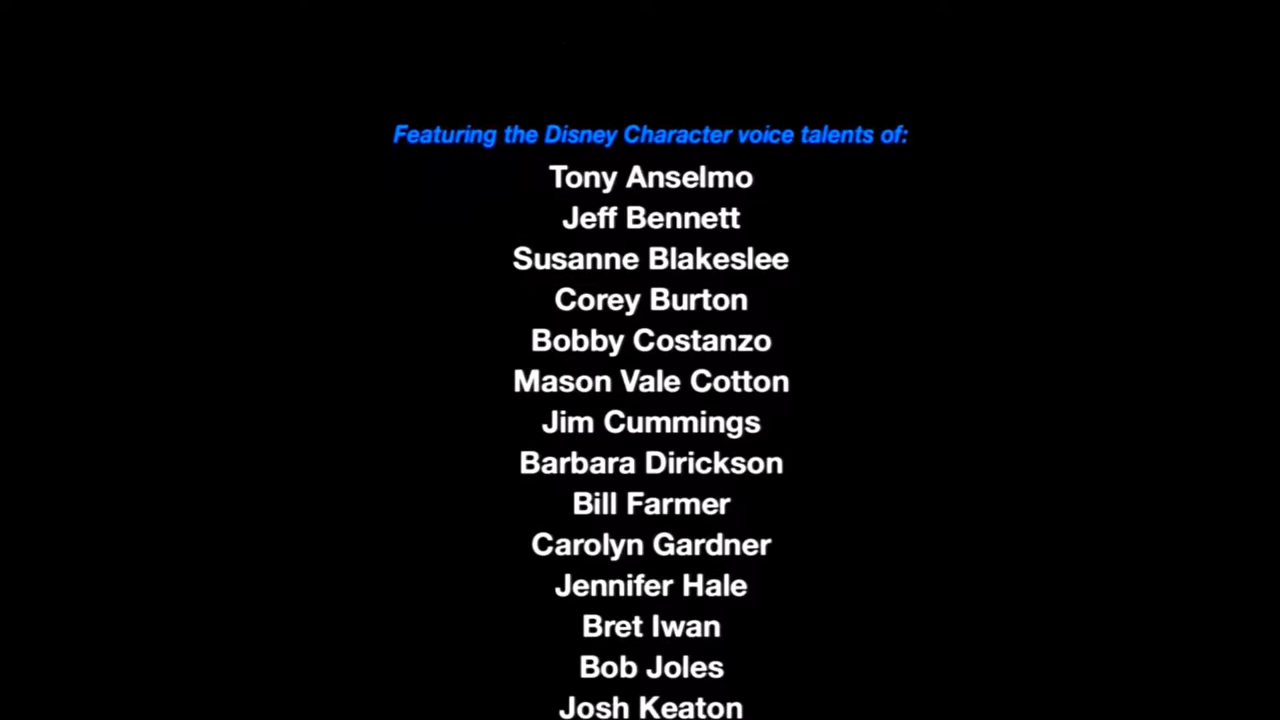 Featuring the Disney Character voice talents of:
Tony Anselmo
Jeff Bennett
Susanne Blakeslee
Corey Burton
Bobby Costanzo
Mason Vale Cotton
Jim Cummings
Barbara Dirickson
Bill Farmer
Carolyn Gardner
Jennifer Hale
Bret Iwan
Bob Joles
Josh Keaton